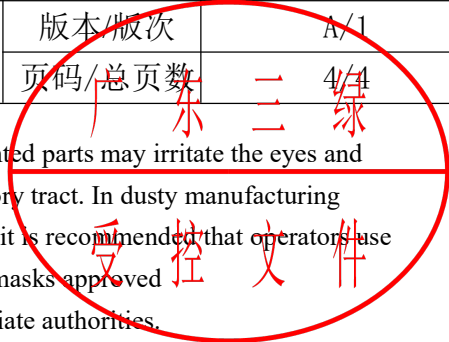 版本/版次 A/1
页码/总页数 4/4
广东三绿
ted parts may irritate the eyes and
ry tract. In dusty manufacturing
it is recommended that operators use
受控文件
masks approved
iate authorities.